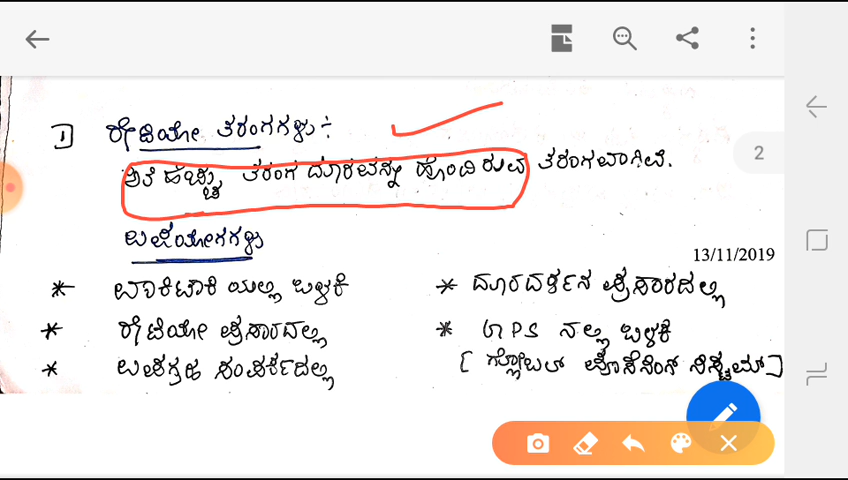 2
1) ರೇಡಿಯೋ ತರಂಗಗಳು :-
ಅತಿ ಹೆಚ್ಚು ತರಂಗ ದೂರವನ್ನು ಹೊಂದಿರುವ ತರಂಗವಾಗಿವೆ.
ಉಪಯೋಗಗಳು
13/11/2019
* ವಾಕಿಟಾಕಿ ಯಲ್ಲಿ ಬಳಕೆ
* ರೇಡಿಯೋ ಪ್ರಸಾರದಲ್ಲಿ
* ಉಪಗ್ರಹ ಸಂಪರ್ಕದಲ್ಲಿ
* ದೂರದರ್ಶನ ಪ್ರಸಾರದಲ್ಲಿ
* GPS ನಲ್ಲಿ ಬಳಕೆ
[ ಗ್ಲೋಬಲ್ ಪೊಸಿಸಿಂಗ್ ಸಿಸ್ಟಮ್ ]